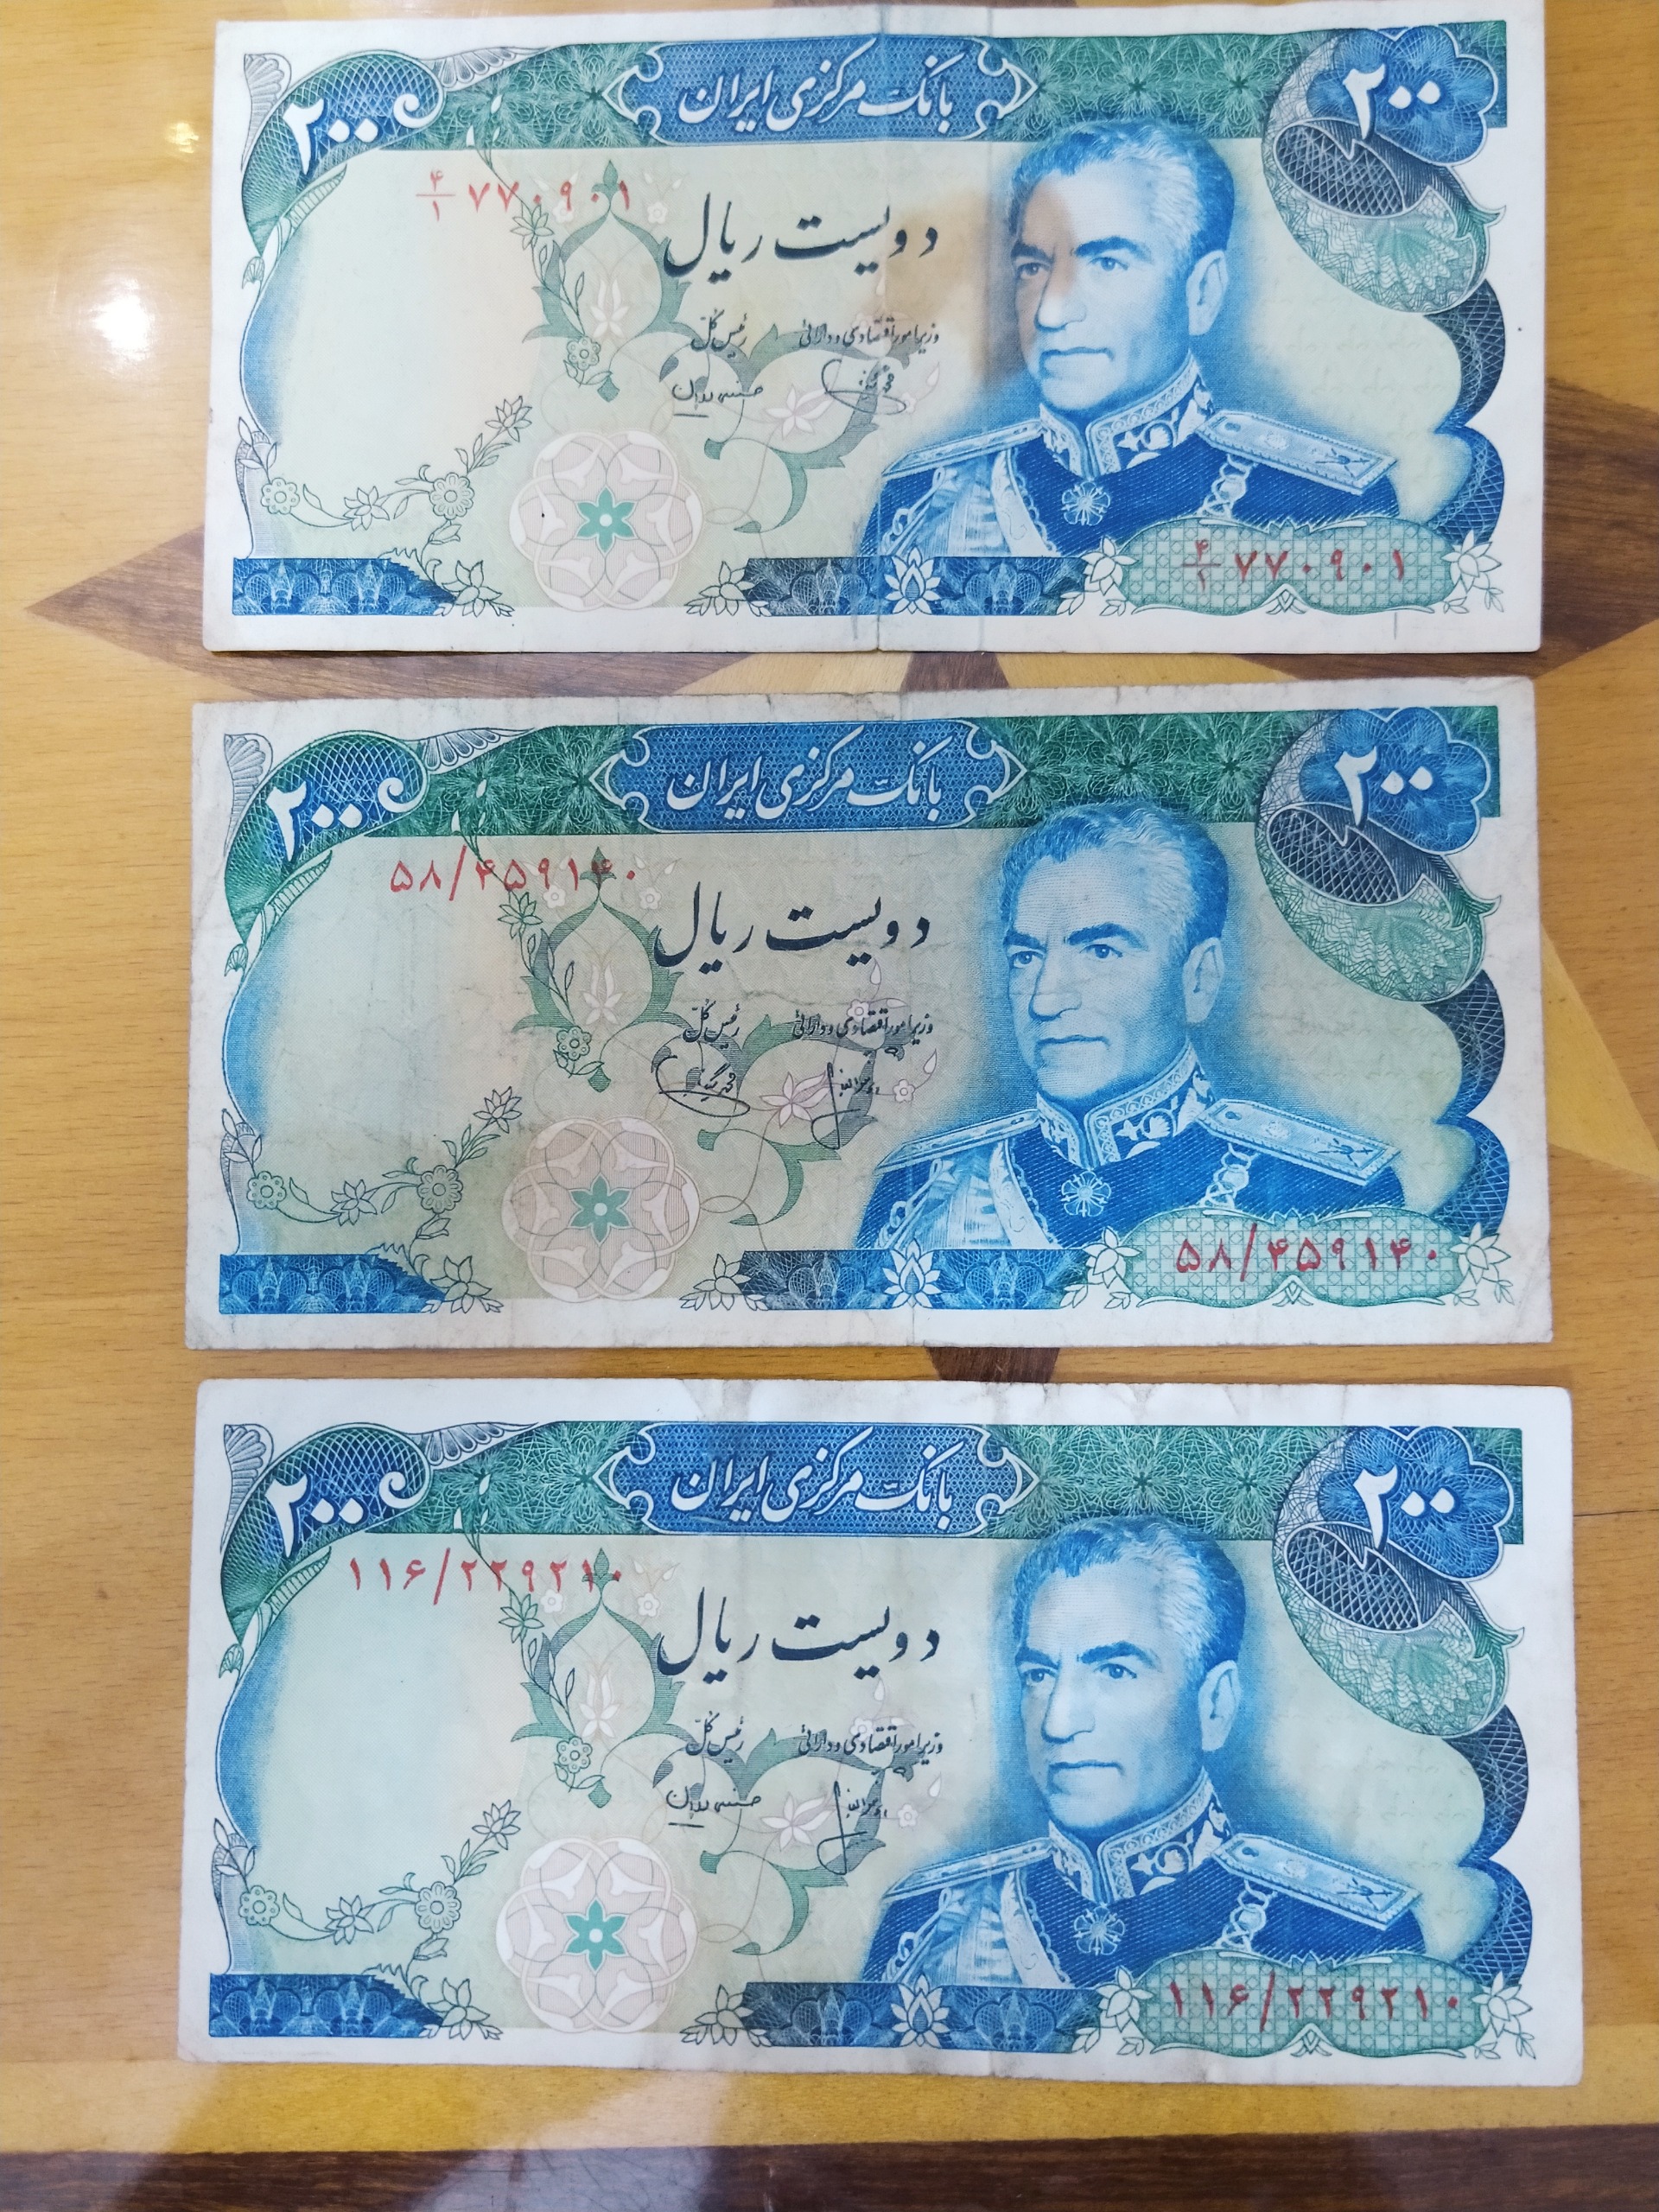 ۲۰۰
بانک مرکزی ایران
۲۰۰
۴/۱ ۷۷۰۹۰۱
دویست ریال
وزیر امور اقتصادی و دارائی
رئیس کل
۴/۱ ۷۷۰۹۰۱
۲۰۰
بانک مرکزی ایران
۲۰۰
۵۸/۴۵۹۱۴۰
دویست ریال
وزیر امور اقتصادی و دارائی
رئیس کل
۵۸/۴۵۹۱۴۰
۲۰۰
بانک مرکزی ایران
۲۰۰
۱۱۶/۲۲۹۲۱۰
دویست ریال
وزیر امور اقتصادی و دارائی
رئیس کل
۱۱۶/۲۲۹۲۱۰